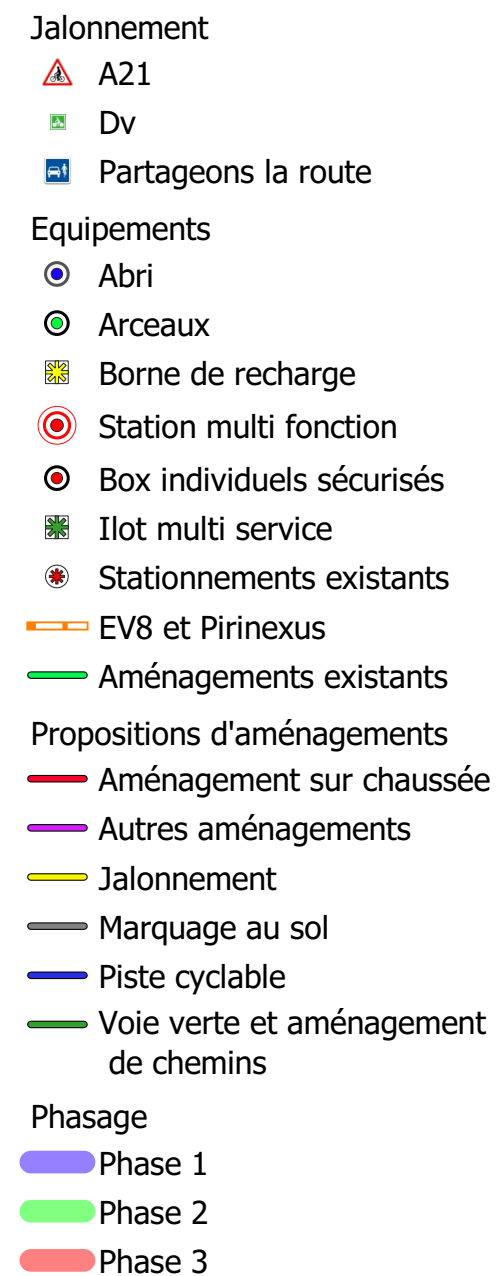 Jalonnement
A21
Dv
Partageons la route
Equipements
Abri
Arceaux
Borne de recharge
Station multi fonction
Box individuels sécurisés
Ilot multi service
Stationnements existants
EV8 et Pirinexus
Aménagements existants
Propositions d'aménagements
Aménagement sur chaussée
Autres aménagements
Jalonnement
Marquage au sol
Piste cyclable
Voie verte et aménagement
de chemins
Phasage
Phase 1
Phase 2
Phase 3